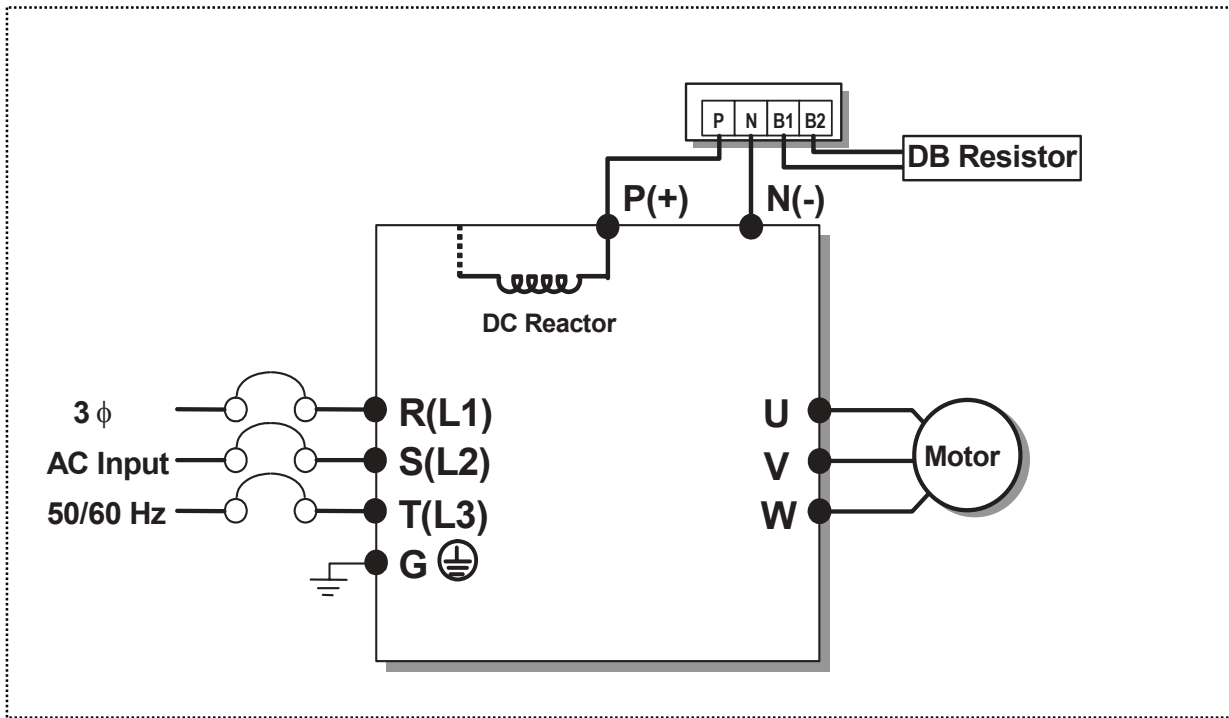 P N B1 B2
DB Resistor
P(+) N(-)
DC Reactor
3 ϕ
R(L1)
U
AC Input
S(L2)
V
Motor
50/60 Hz
T(L3)
W
G